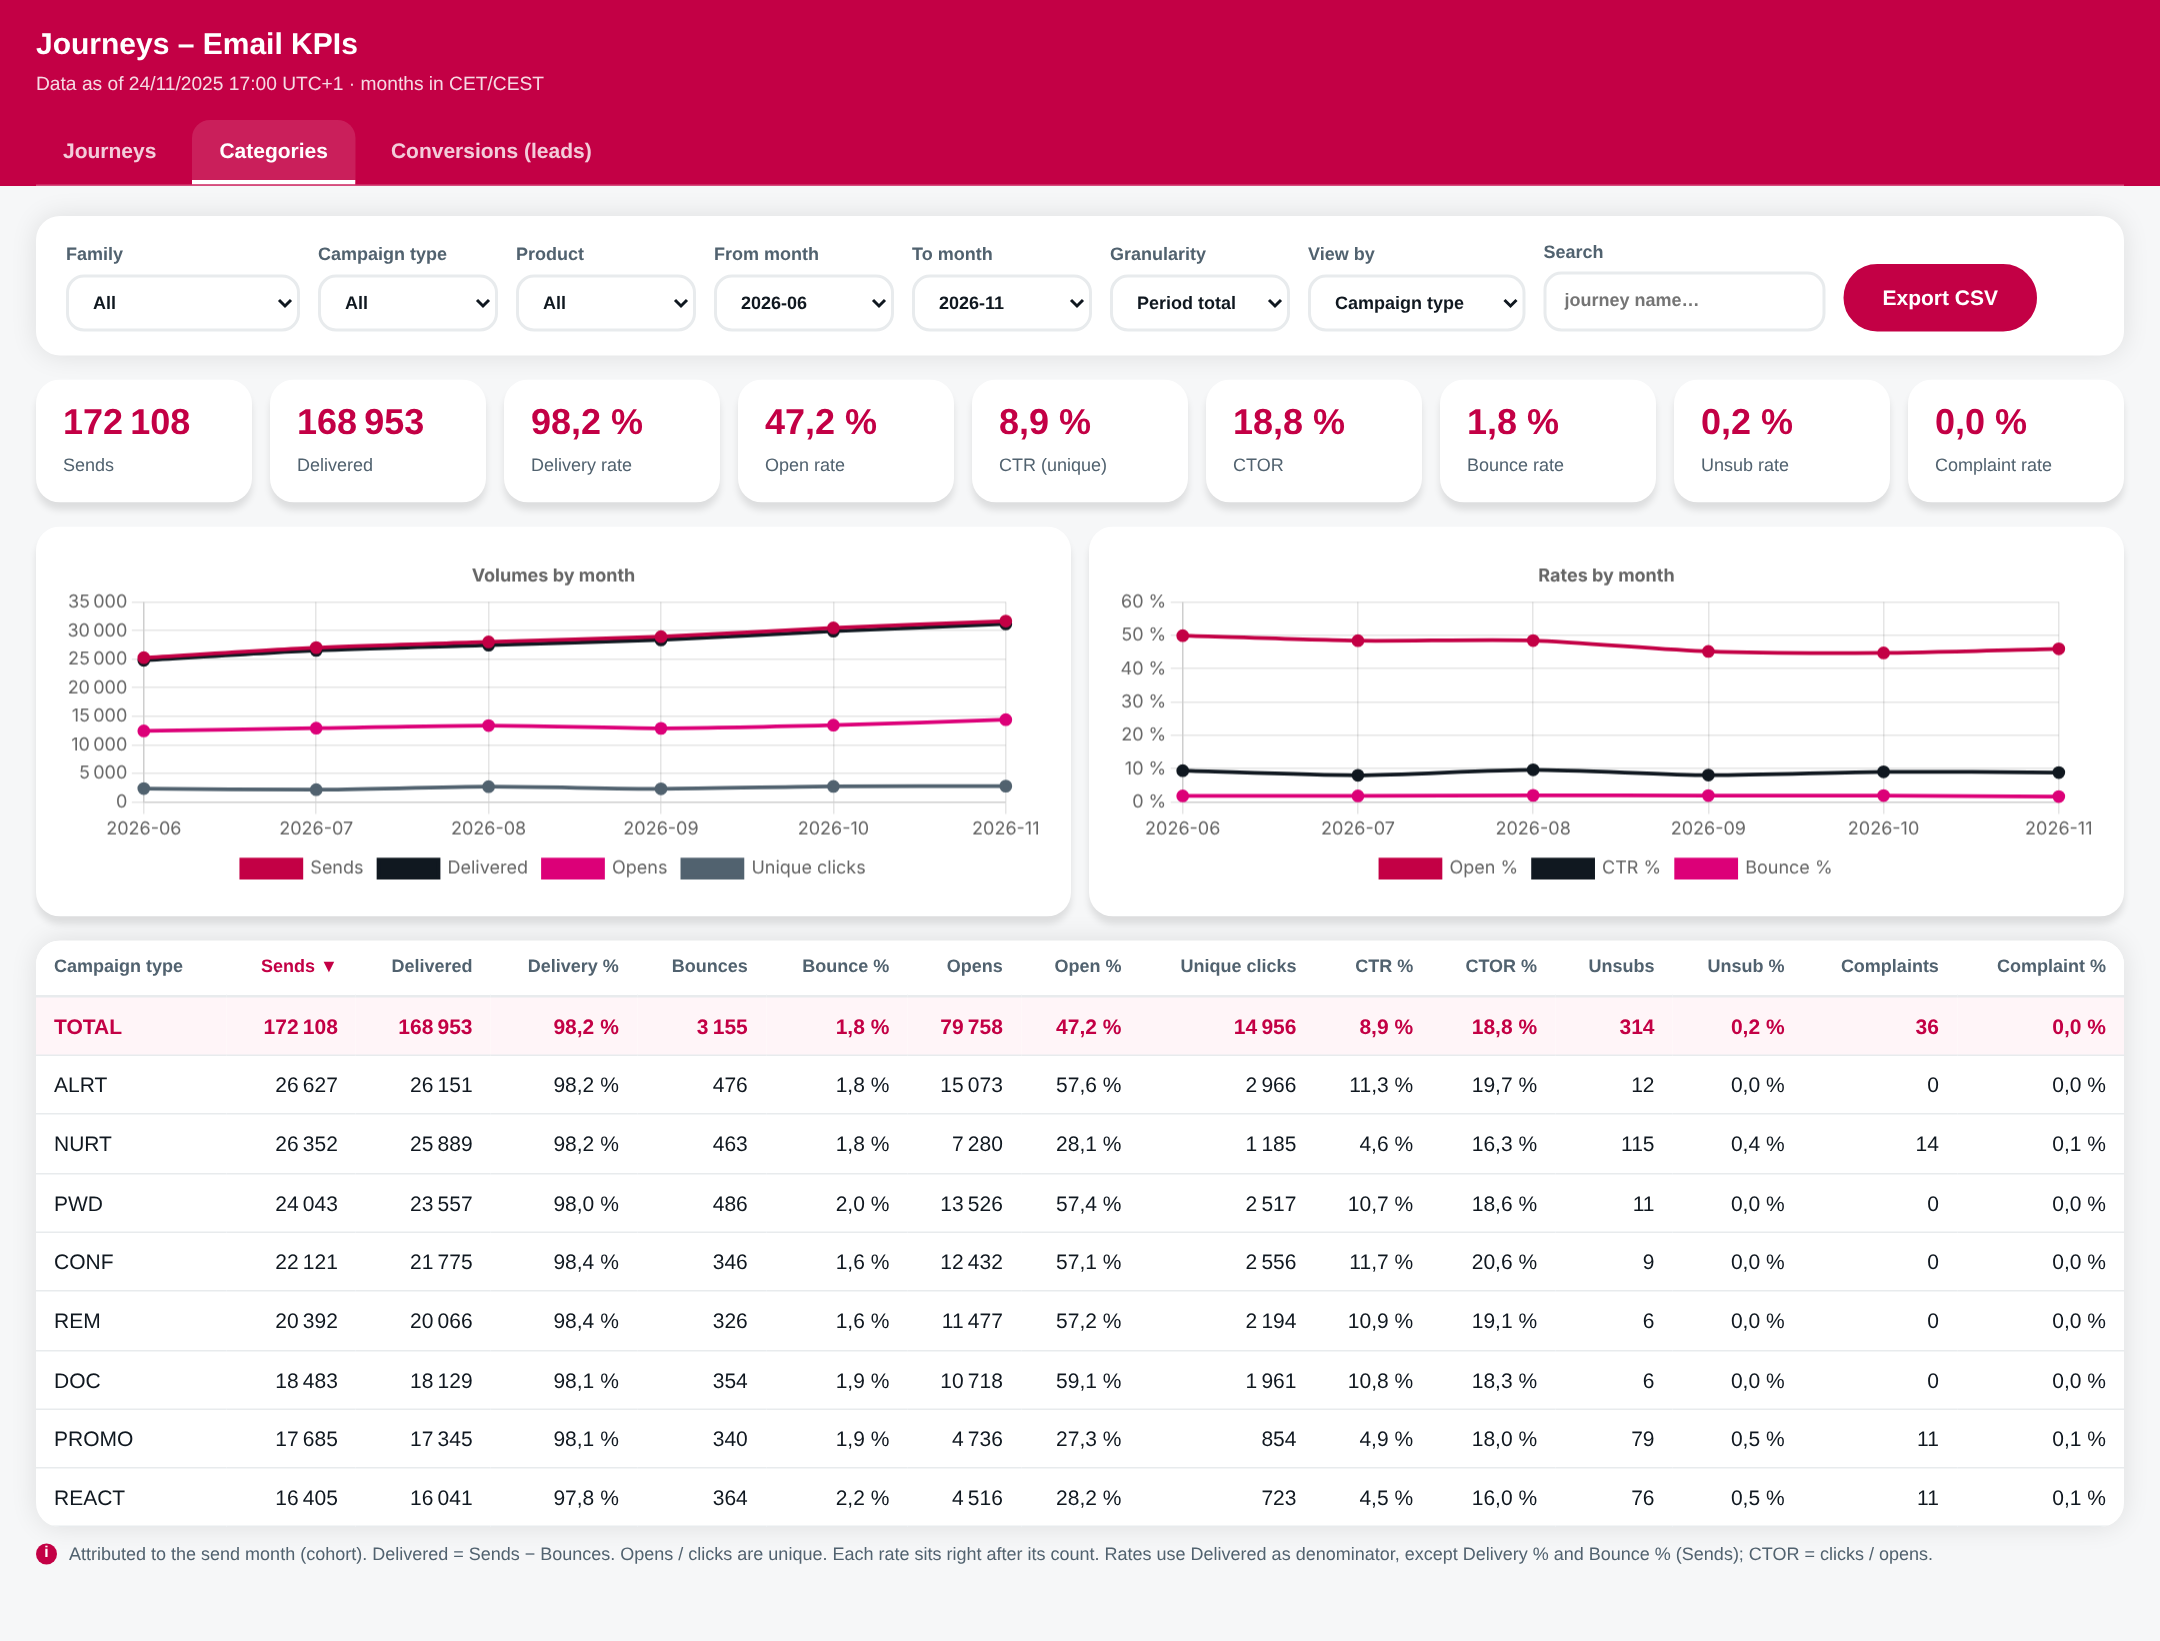 Journeys – Email KPIs
Data as of 24/11/2025 17:00 UTC+1 · months in CET/CEST
Journeys Categories Conversions (leads)
Family Campaign type Product From month To month Granularity View by Search
All All All 2026-06 2026-11 Period total Campaign type journey name... Export CSV
172 108 168 953 98,2 % 47,2 % 8,9 % 18,8 % 1,8 % 0,2 % 0,0 %
Sends Delivered Delivery rate Open rate CTR (unique) CTOR Bounce rate Unsub rate Complaint rate
Volumes by month
35 000
30 000
25 000
20 000
15 000
10 000
5 000
0
2026-06 2026-07 2026-08 2026-09 2026-10 2026-11
Sends Delivered Opens Unique clicks
Rates by month
60 %
50 %
40 %
30 %
20 %
10 %
0 %
2026-06 2026-07 2026-08 2026-09 2026-10 2026-11
Open % CTR % Bounce %
Campaign type Sends ▼ Delivered Delivery % Bounces Bounce % Opens Open % Unique clicks CTR % CTOR % Unsubs Unsub % Complaints Complaint %
TOTAL 172 108 168 953 98,2 % 3 155 1,8 % 79 758 47,2 % 14 956 8,9 % 18,8 % 314 0,2 % 36 0,0 %
ALRT 26 627 26 151 98,2 % 476 1,8 % 15 073 57,6 % 2 966 11,3 % 19,7 % 12 0,0 % 0 0,0 %
NURT 26 352 25 889 98,2 % 463 1,8 % 7 280 28,1 % 1 185 4,6 % 16,3 % 115 0,4 % 14 0,1 %
PWD 24 043 23 557 98,0 % 486 2,0 % 13 526 57,4 % 2 517 10,7 % 18,6 % 11 0,0 % 0 0,0 %
CONF 22 121 21 775 98,4 % 346 1,6 % 12 432 57,1 % 2 556 11,7 % 20,6 % 9 0,0 % 0 0,0 %
REM 20 392 20 066 98,4 % 326 1,6 % 11 477 57,2 % 2 194 10,9 % 19,1 % 6 0,0 % 0 0,0 %
DOC 18 483 18 129 98,1 % 354 1,9 % 10 718 59,1 % 1 961 10,8 % 18,3 % 6 0,0 % 0 0,0 %
PROMO 17 685 17 345 98,1 % 340 1,9 % 4 736 27,3 % 854 4,9 % 18,0 % 79 0,5 % 11 0,1 %
REACT 16 405 16 041 97,8 % 364 2,2 % 4 516 28,2 % 723 4,5 % 16,0 % 76 0,5 % 11 0,1 %
i Attributed to the send month (cohort). Delivered = Sends − Bounces. Opens / clicks are unique. Each rate sits right after its count. Rates use Delivered as denominator, except Delivery % and Bounce % (Sends); CTOR = clicks / opens.